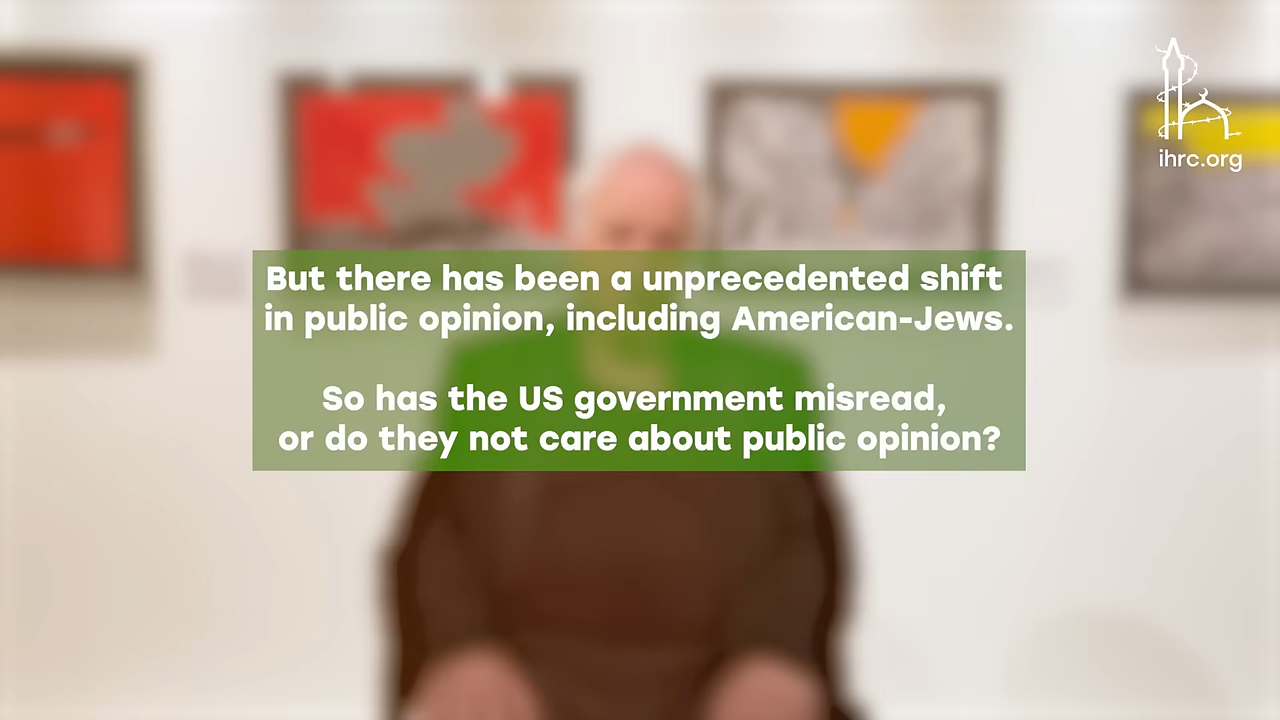 ihrc.org
But there has been a unprecedented shift
in public opinion, including American-Jews.
So has the US government misread,
or do they not care about public opinion?